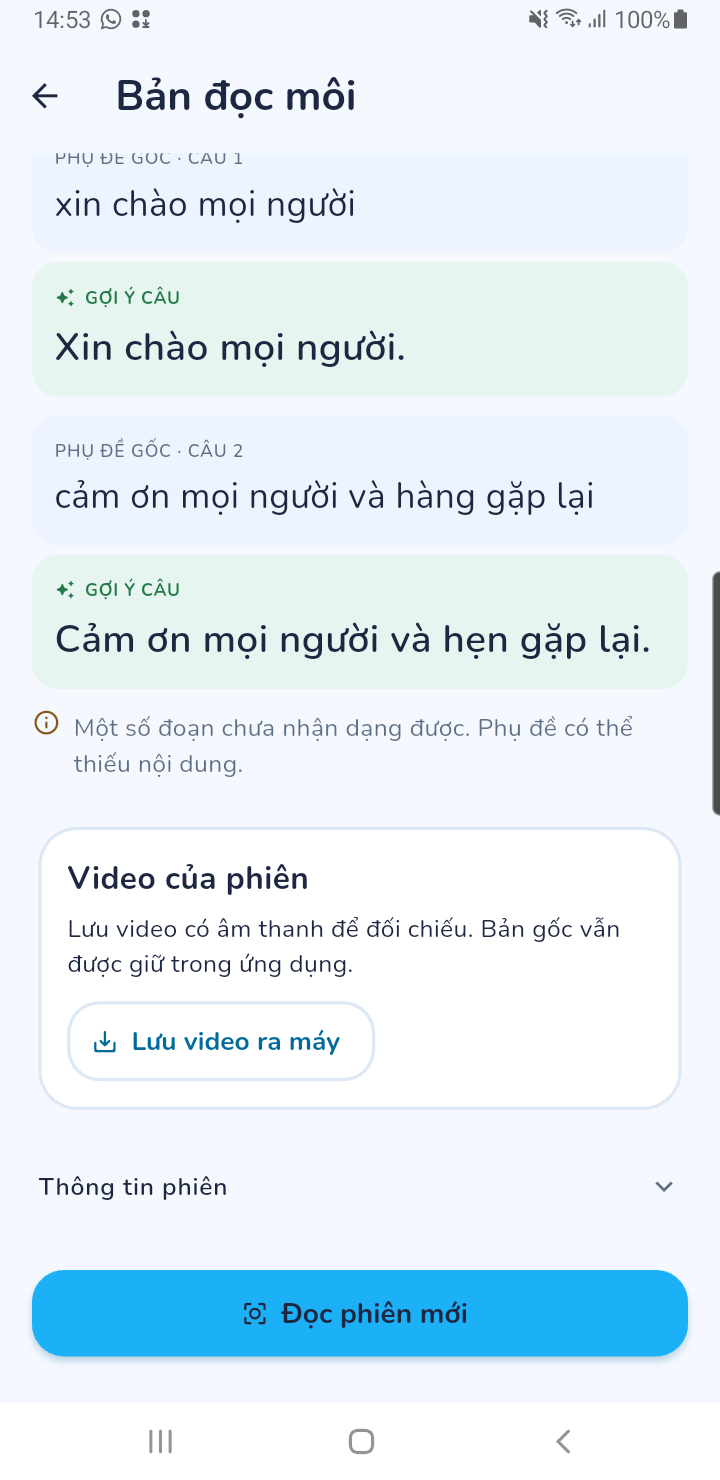 14:53
100%
Bản đọc môi
PHỤ ĐỀ GỐC · CÂU 1
xin chào mọi người
GỢI Ý CÂU
Xin chào mọi người.
PHỤ ĐỀ GỐC · CÂU 2
cảm ơn mọi người và hàng gặp lại
GỢI Ý CÂU
Cảm ơn mọi người và hẹn gặp lại.
Một số đoạn chưa nhận dạng được. Phụ đề có thể
thiếu nội dung.
Video của phiên
Lưu video có âm thanh để đối chiếu. Bản gốc vẫn
được giữ trong ứng dụng.
Lưu video ra máy
Thông tin phiên
Đọc phiên mới